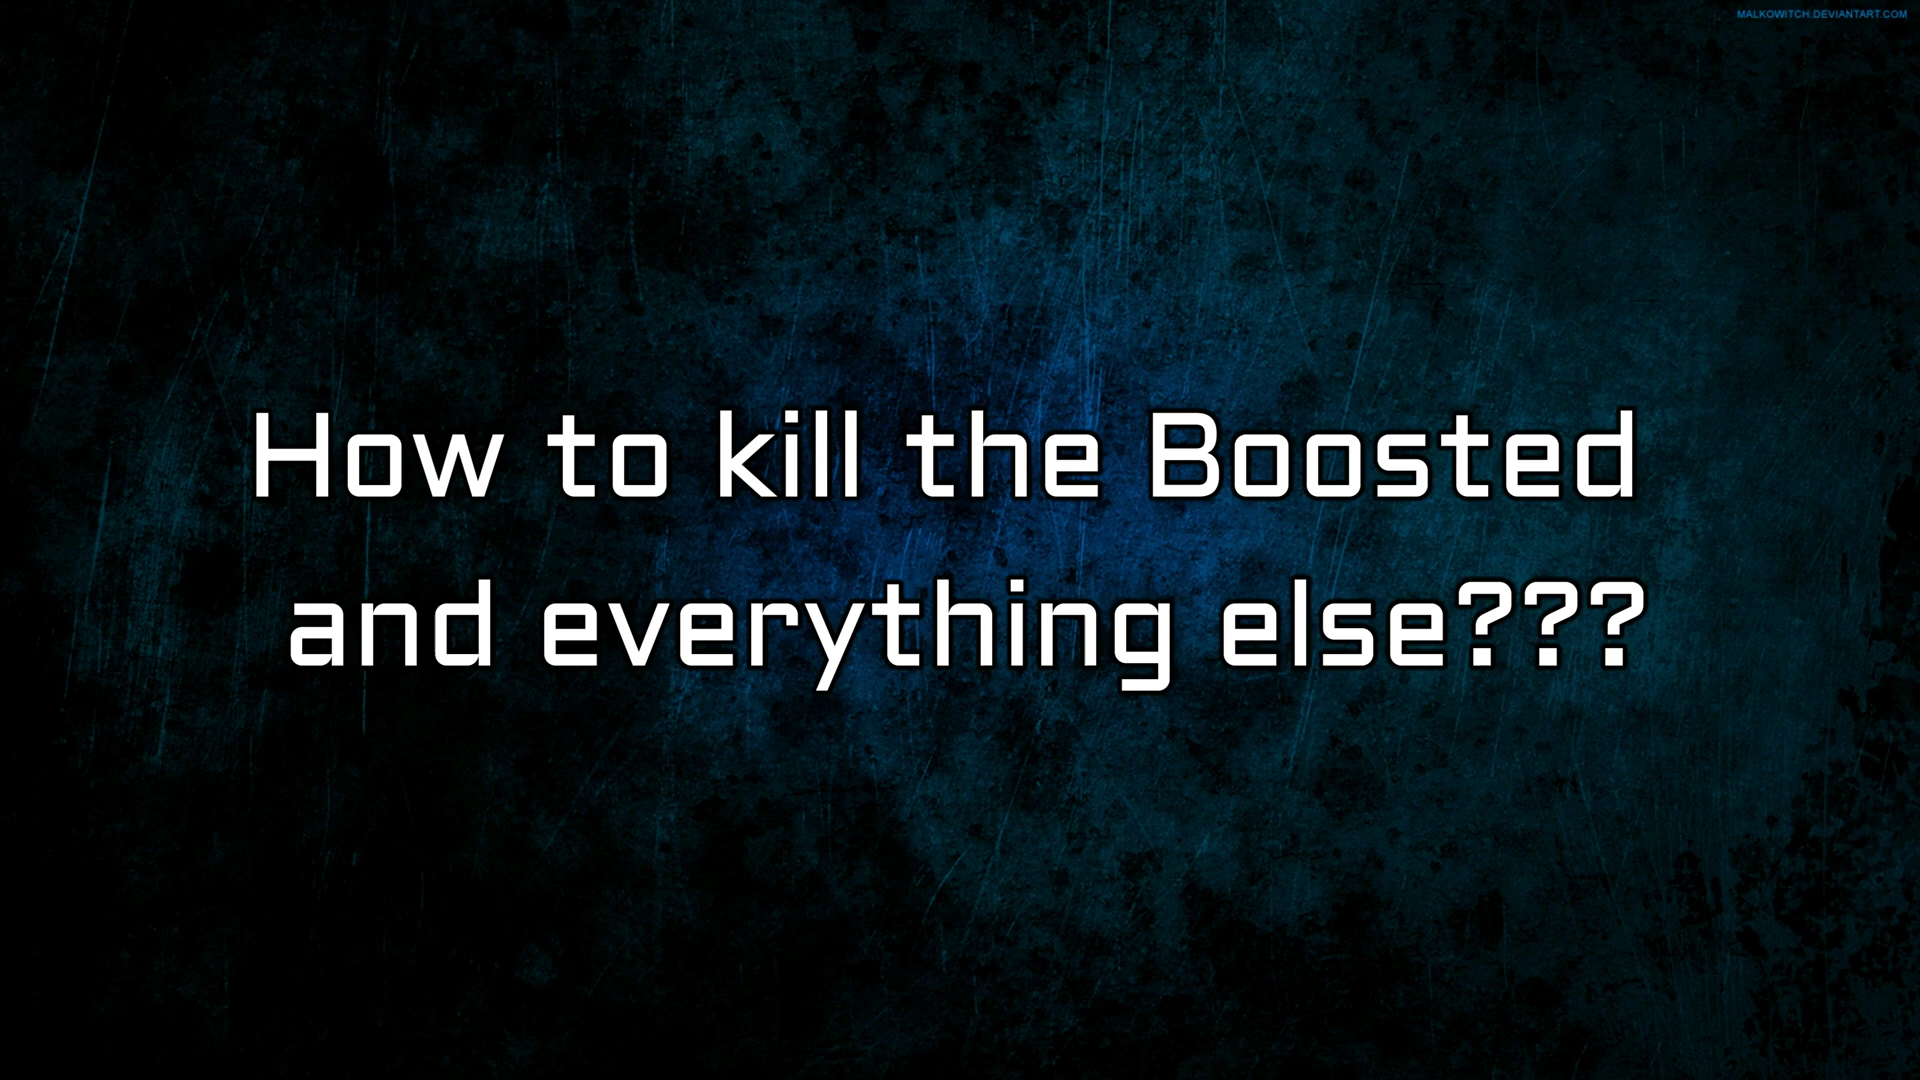 MALKOWITCH.DEVIANTART.COM
How to kill the Boosted
and everything else???